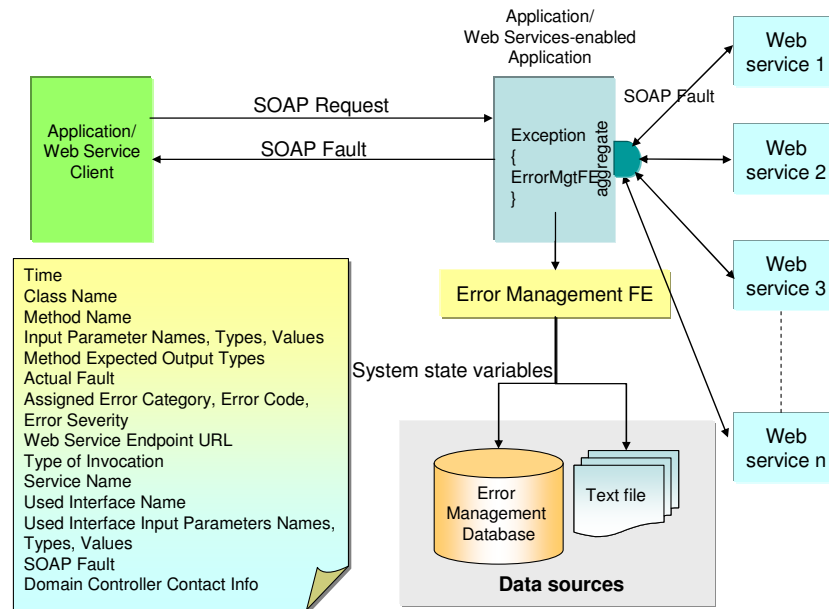 Application/
Web Services-enabled
Application
Web
service 1
SOAP Fault
SOAP Request
Application/
Web Service
Client
SOAP Fault
Exception
{
ErrorMgtFE
}
aggregate
Web
service 2
Web
service 3
Error Management FE
System state variables
Web
service n
Time
Class Name
Method Name
Input Parameter Names, Types, Values
Method Expected Output Types
Actual Fault
Assigned Error Category, Error Code,
Error Severity
Web Service Endpoint URL
Type of Invocation
Service Name
Used Interface Name
Used Interface Input Parameters Names,
Types, Values
SOAP Fault
Domain Controller Contact Info
Error
Management
Database
Text file
Data sources